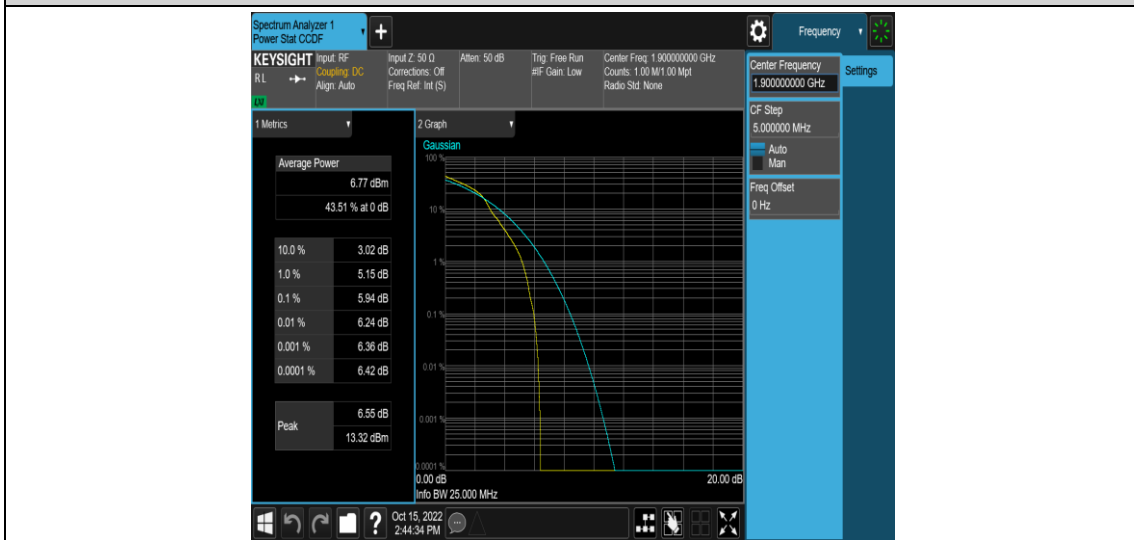 Spectrum Analyzer 1
Power Stat CCDF
+
Frequency
KEYSIGHT
RL
LXI
Input: RF
Coupling: DC
Align: Auto
Input Z: 50 Ω
Corrections: Off
Freq Ref: Int (S)
Atten: 50 dB
Trig: Free Run
#IF Gain: Low
Center Freq: 1.900000000 GHz
Counts: 1.00 M/1.00 Mpt
Radio Std: None
Center Frequency
1.900000000 GHz
Settings
CF Step
5.000000 MHz
Auto
Man
Freq Offset
0 Hz
1 Metrics
Average Power
6.77 dBm
43.51 % at 0 dB
10.0 % 3.02 dB
1.0 % 5.15 dB
0.1 % 5.94 dB
0.01 % 6.24 dB
0.001 % 6.36 dB
0.0001 % 6.42 dB
Peak
6.55 dB
13.32 dBm
2 Graph
Gaussian
100 %
10 %
1 %
0.1 %
0.01 %
0.001 %
0.0001 %
0.00 dB 20.00 dB
Info BW 25.000 MHz
?
Oct 15, 2022
2:44:34 PM